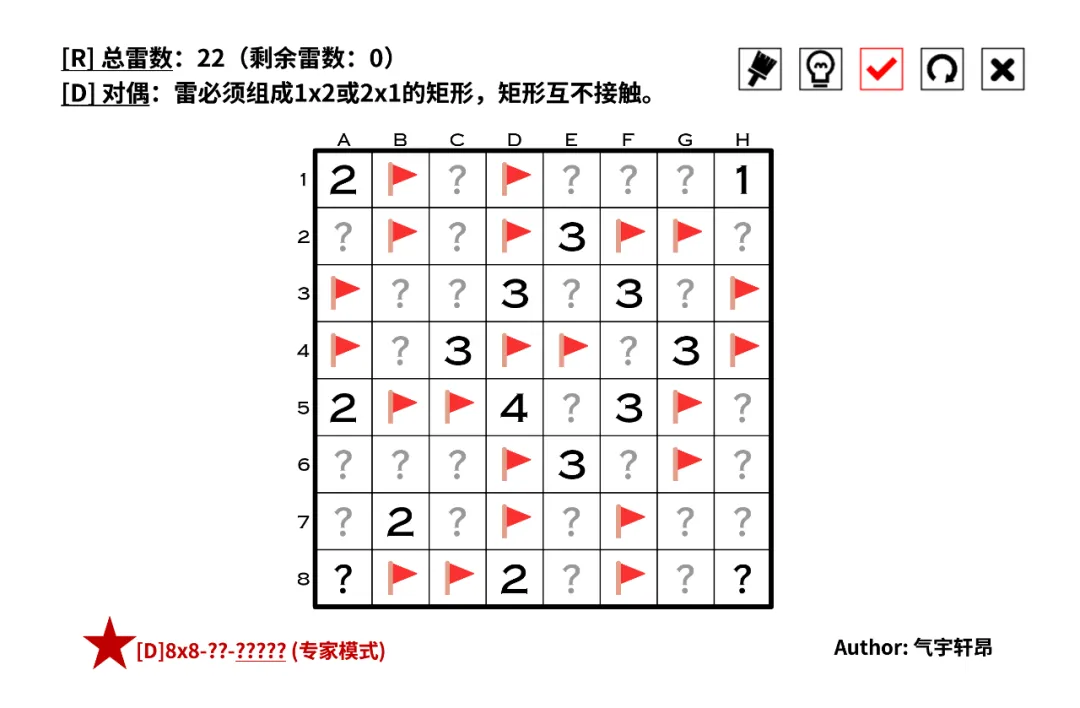 [R] 总雷数：22（剩余雷数：0）
[D] 对偶：雷必须组成1x2或2x1的矩形，矩形互不接触。
A B C D E F G H
1 2 ? ? ? ? 1
2 ? ? 3 ?
3 ? ? 3 ? 3 ?
4 ? 3 ? 3
5 2 4 ? 3 ?
6 ? ? ? 3 ? ?
7 ? 2 ? ? ? ?
8 ? 2 ? ? ?
[D]8x8-??-????? (专家模式)
Author: 气宇轩昂